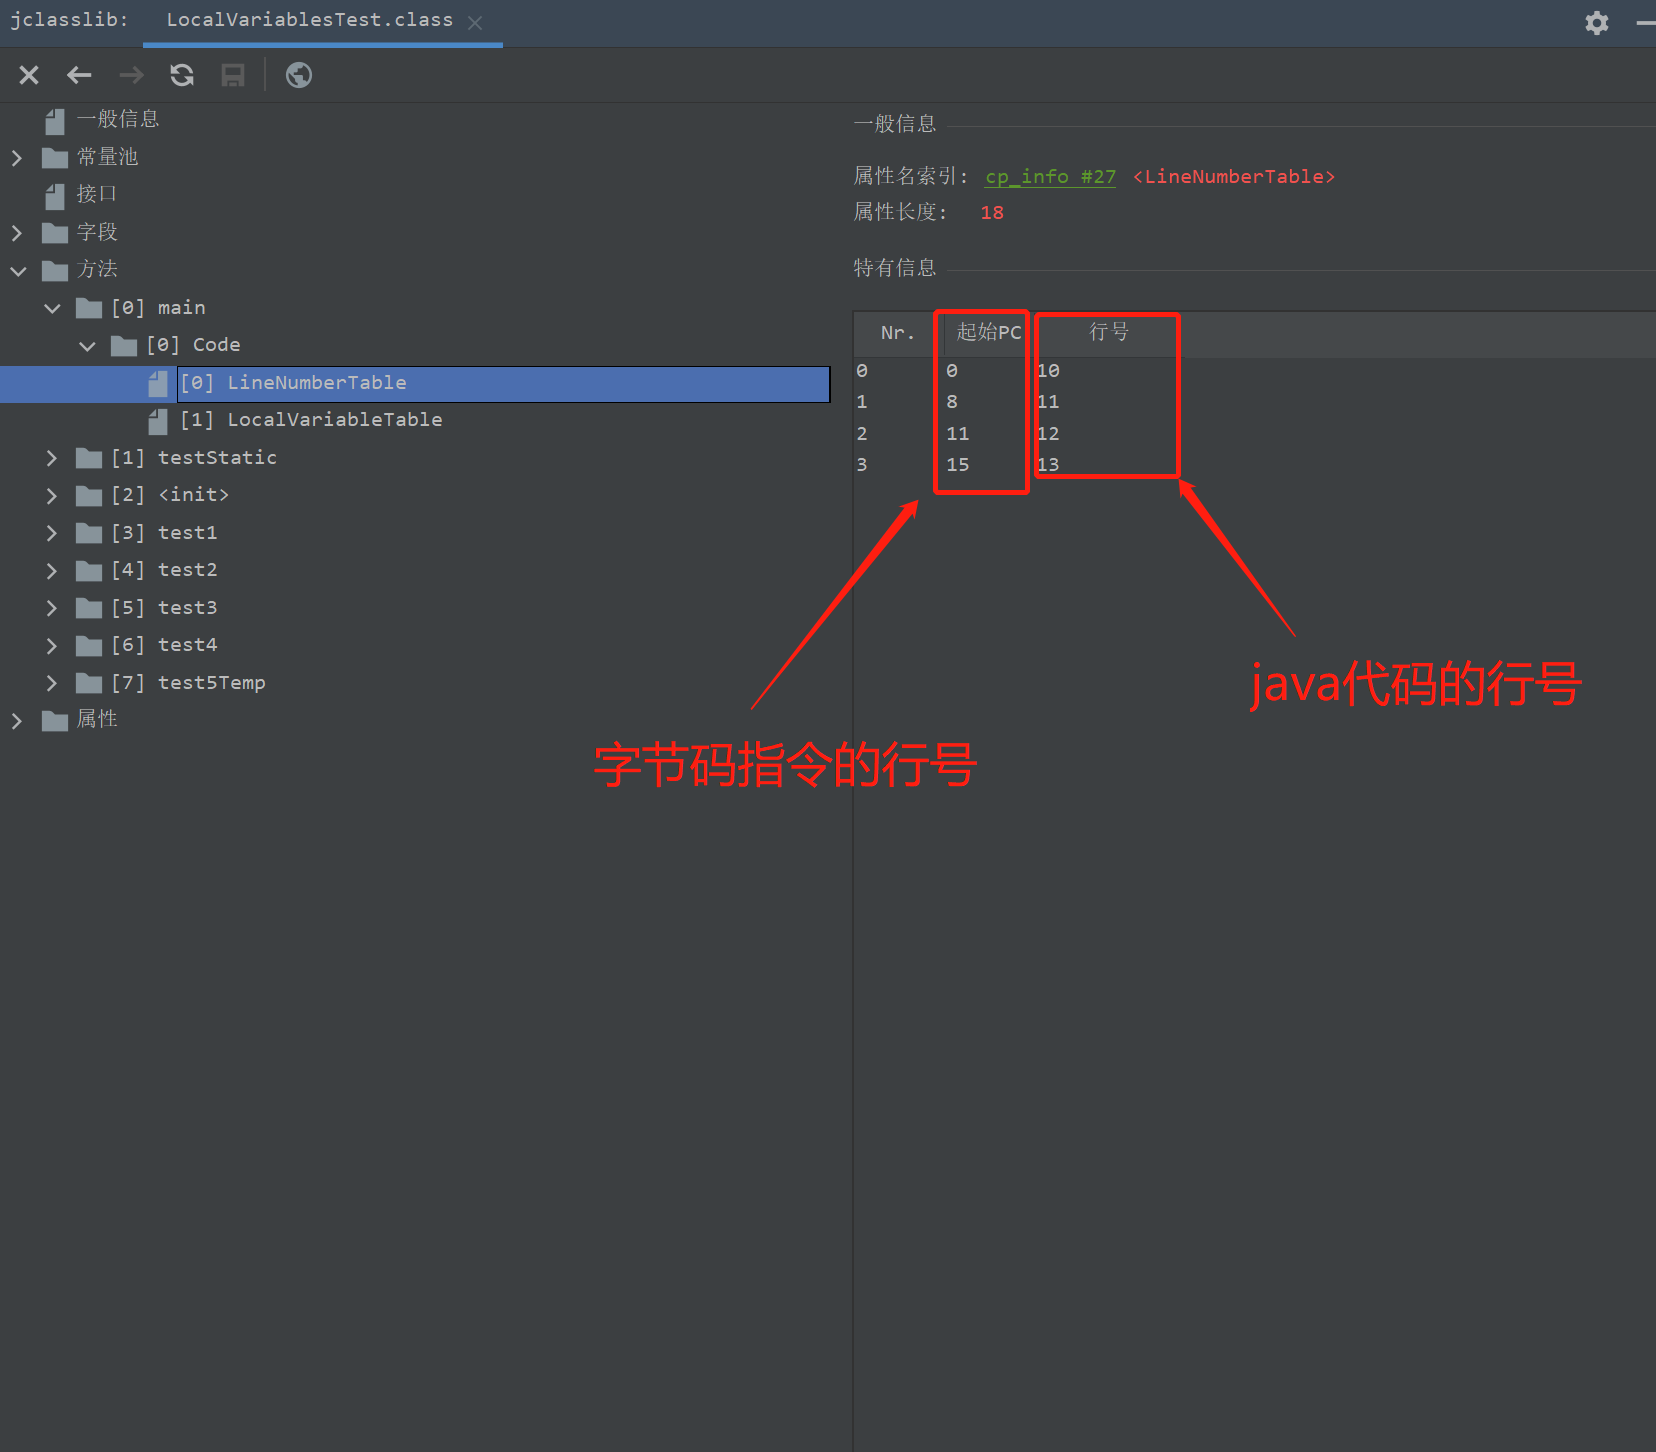 jclasslib: LocalVariablesTest.class
一般信息
常量池
接口
字段
方法
[0] main
[0] Code
[0] LineNumberTable
[1] LocalVariableTable
[1] testStatic
[2] <init>
[3] test1
[4] test2
[5] test3
[6] test4
[7] test5Temp
属性
一般信息
属性名索引: cp_info #27 <LineNumberTable>
属性长度: 18
特有信息
Nr. 起始PC 行号
0 0 10
1 8 11
2 11 12
3 15 13
java代码的行号
字节码指令的行号